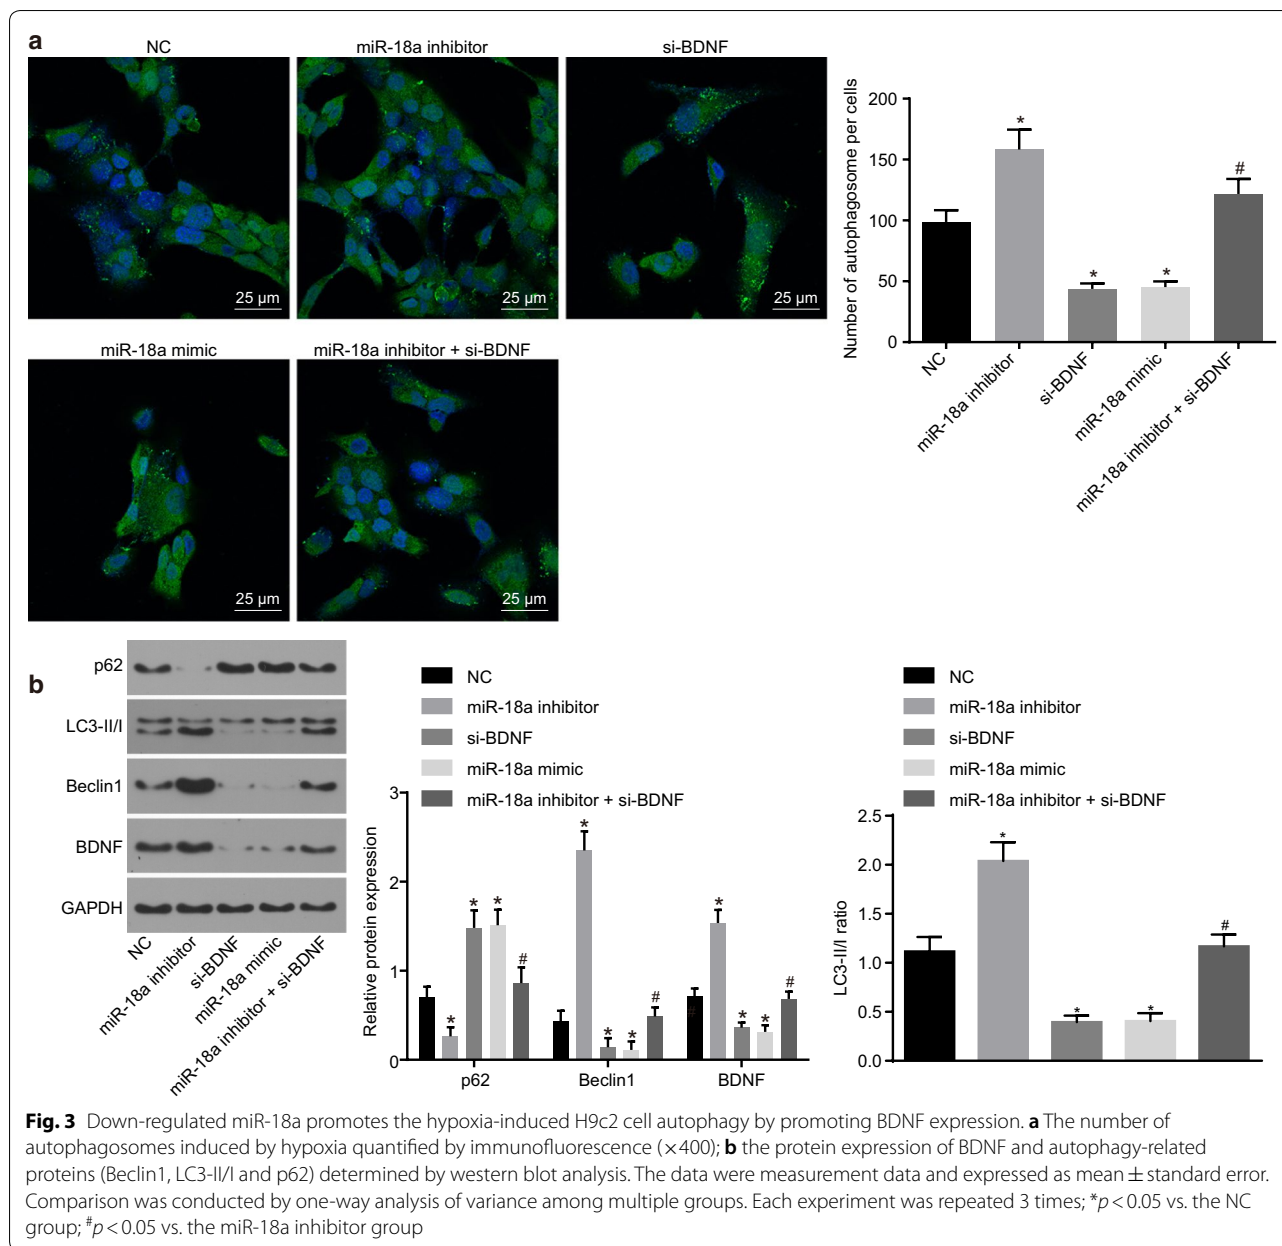 a
NC
miR-18a inhibitor
si-BDNF
25 µm
25 µm
25 µm
miR-18a mimic
miR-18a inhibitor + si-BDNF
25 µm
25 µm
Number of autophagosome per cells
200
150
100
50
0
*
*
*
#
NC
miR-18a inhibitor
si-BDNF
miR-18a mimic
miR-18a inhibitor + si-BDNF
b
p62
LC3-II/I
Beclin1
BDNF
GAPDH
NC
miR-18a inhibitor
si-BDNF
miR-18a mimic
miR-18a inhibitor + si-BDNF
NC
miR-18a inhibitor
si-BDNF
miR-18a mimic
miR-18a inhibitor + si-BDNF
Relative protein expression
3
2
1
0
*
*
*
#
*
*
*
#
*
*
*
#
p62
Beclin1
BDNF
NC
miR-18a inhibitor
si-BDNF
miR-18a mimic
miR-18a inhibitor + si-BDNF
LC3-II/I ratio
2.5
2.0
1.5
1.0
0.5
0.0
*
*
*
#
Fig. 3 Down-regulated miR-18a promotes the hypoxia-induced H9c2 cell autophagy by promoting BDNF expression. a The number of
autophagosomes induced by hypoxia quantified by immunofluorescence (×400); b the protein expression of BDNF and autophagy-related
proteins (Beclin1, LC3-II/I and p62) determined by western blot analysis. The data were measurement data and expressed as mean ± standard error.
Comparison was conducted by one-way analysis of variance among multiple groups. Each experiment was repeated 3 times; *p < 0.05 vs. the NC
group; #p < 0.05 vs. the miR-18a inhibitor group